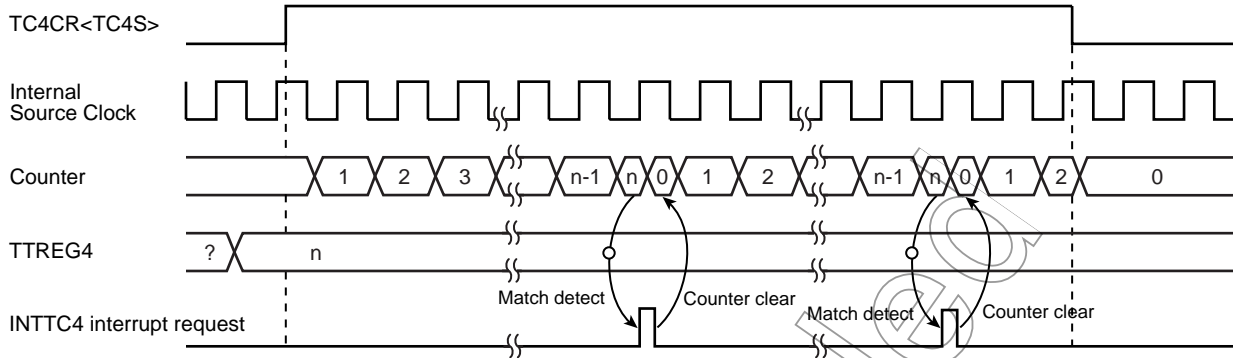 TC4CR<TC4S>
Internal
Source Clock
Counter
1 2 3 n-1 n 0 1 2 n-1 n 0 1 2 0
TTREG4
? n
Match detect Counter clear Match detect Counter clear
INTTC4 interrupt request